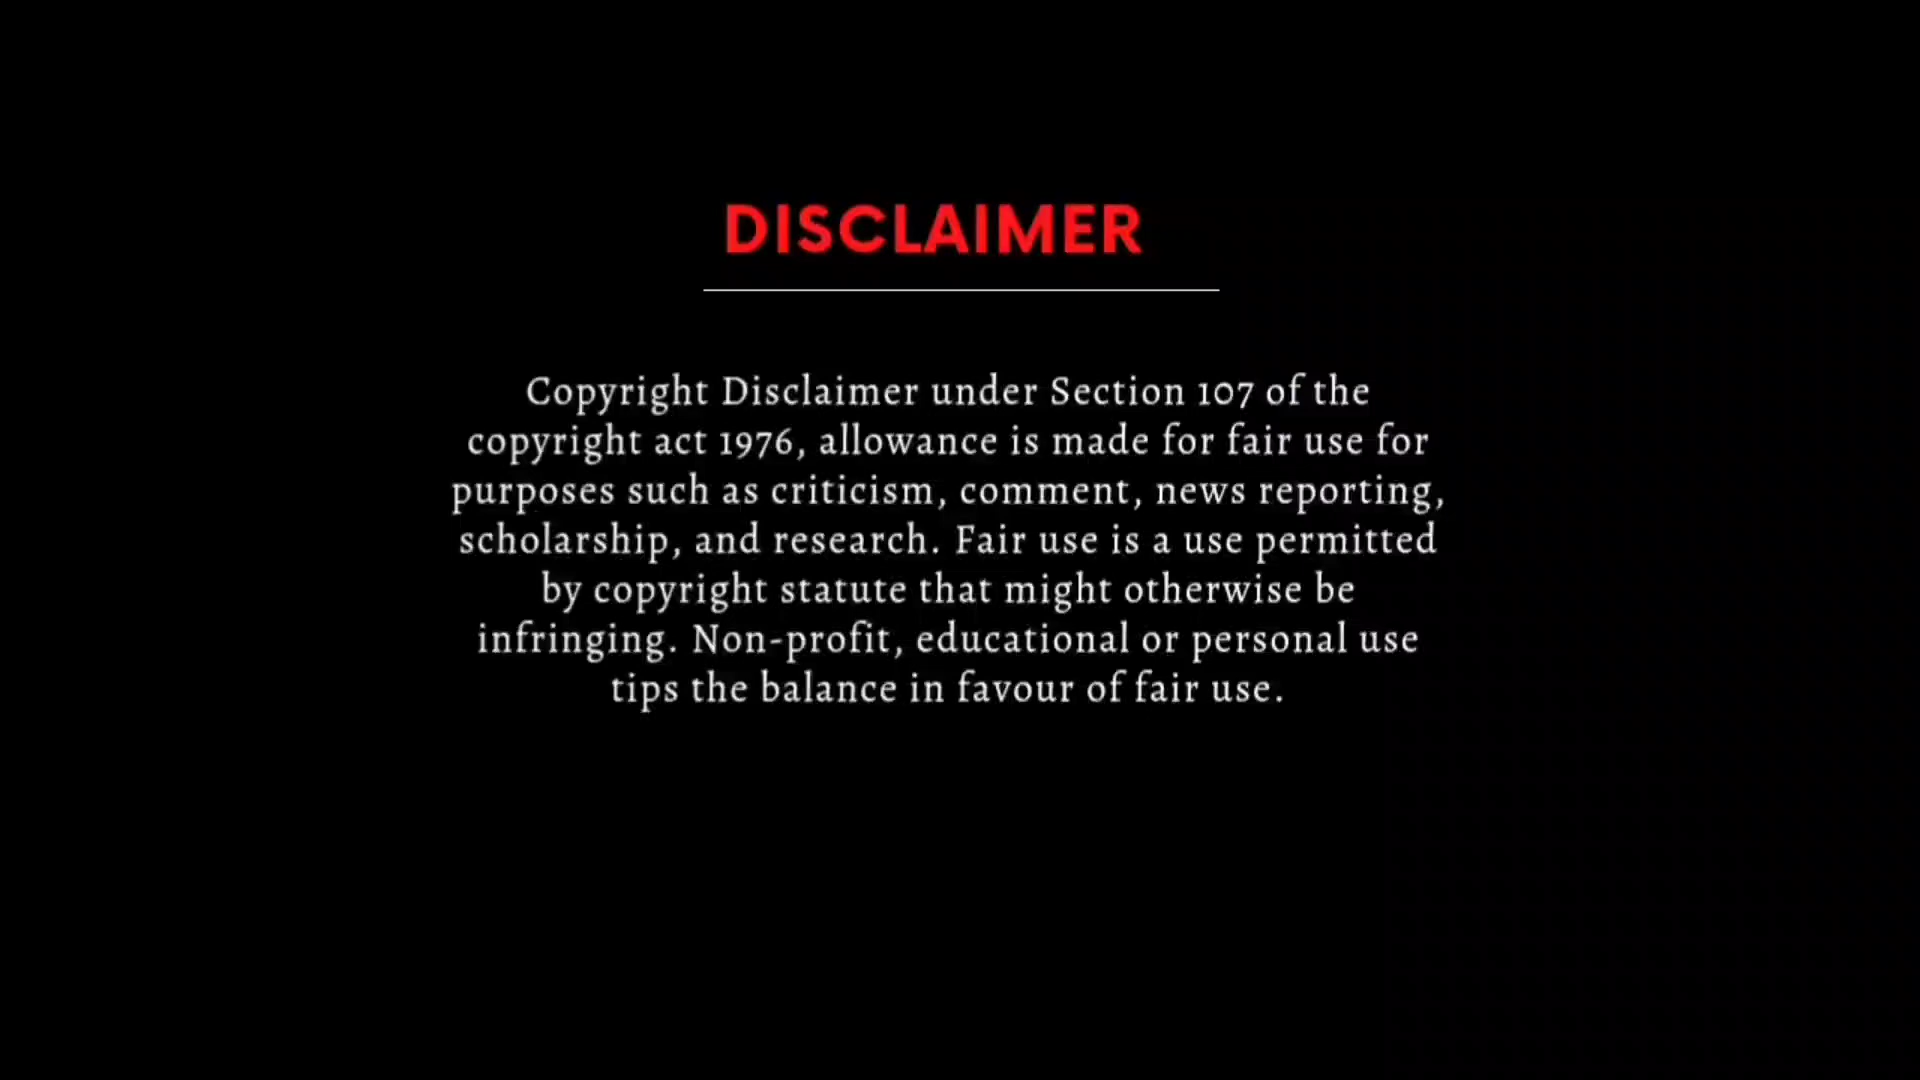 DISCLAIMER
Copyright Disclaimer under Section 107 of the
copyright act 1976, allowance is made for fair use for
purposes such as criticism, comment, news reporting,
scholarship, and research. Fair use is a use permitted
by copyright statute that might otherwise be
infringing. Non-profit, educational or personal use
tips the balance in favour of fair use.